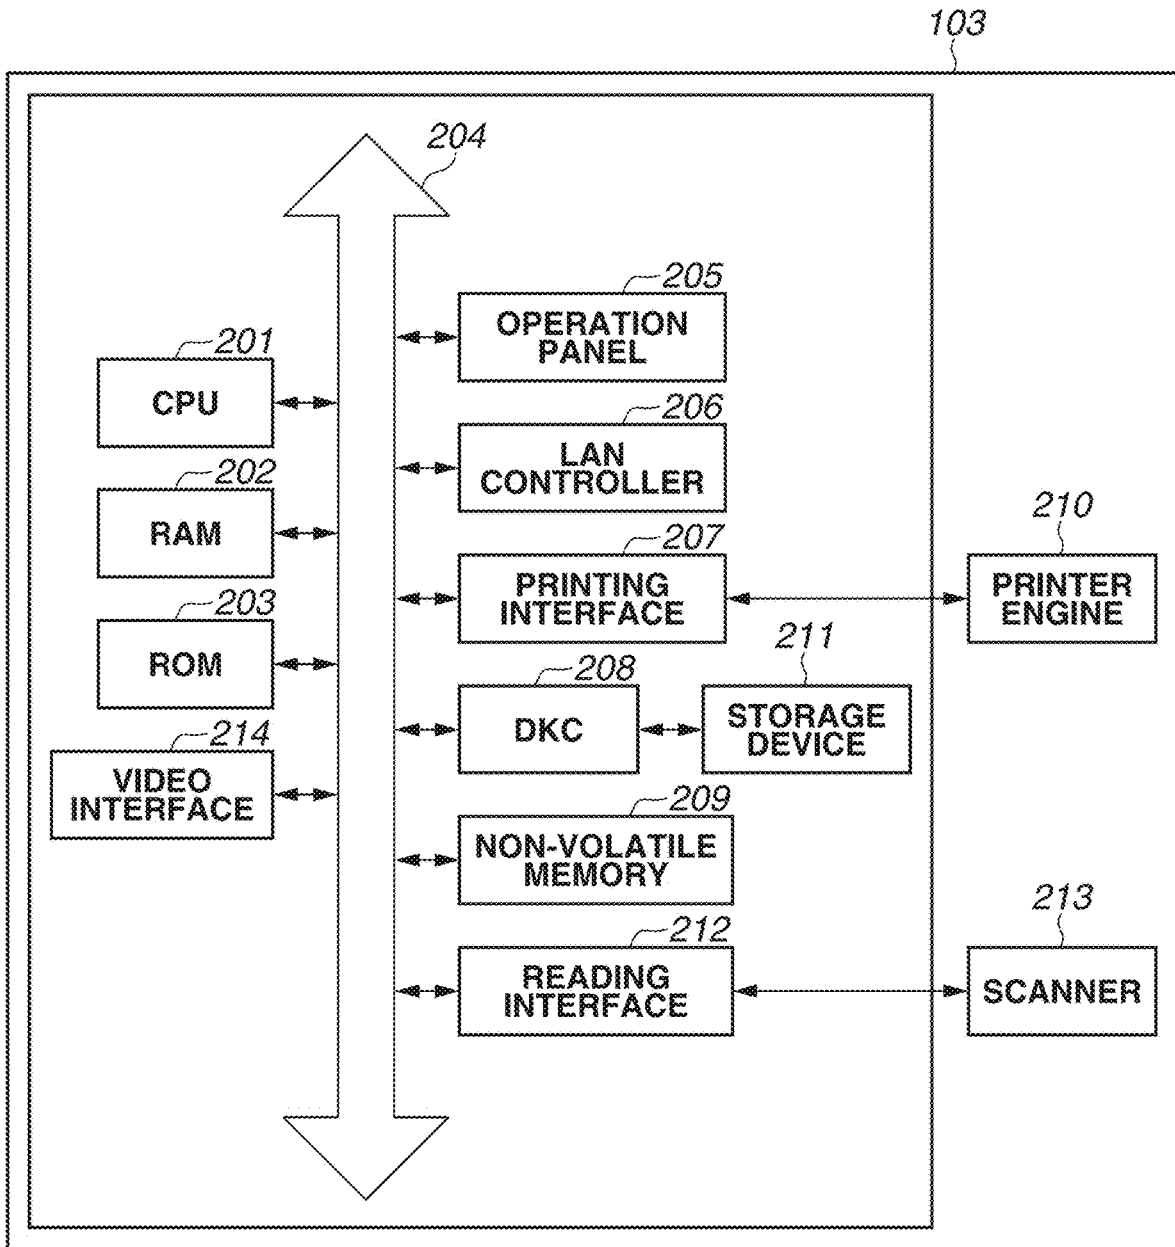 103
204
205
OPERATION
PANEL
201
CPU
206
LAN
CONTROLLER
202
RAM
207
PRINTING
INTERFACE
210
PRINTER
ENGINE
203
ROM
208
DKC
211
STORAGE
DEVICE
214
VIDEO
INTERFACE
209
NON-VOLATILE
MEMORY
212
READING
INTERFACE
213
SCANNER